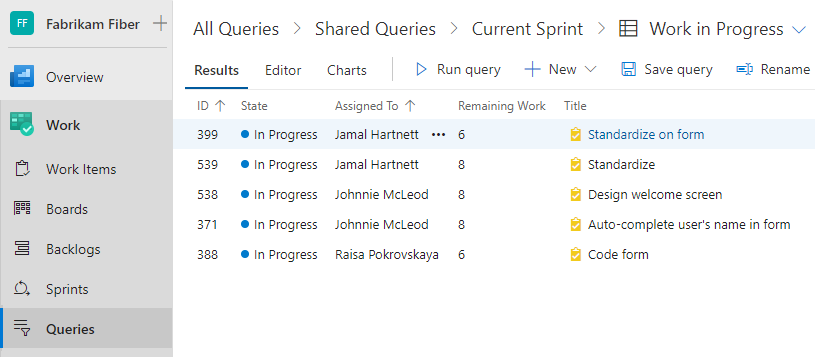 FF Fabrikam Fiber
Overview
Work
Work Items
Boards
Backlogs
Sprints
Queries
All Queries > Shared Queries > Current Sprint > Work in Progress
Results Editor Charts Run query New Save query Rename
ID State Assigned To Remaining Work Title
399 In Progress Jamal Hartnett ••• 6 Standardize on form
539 In Progress Jamal Hartnett 8 Standardize
538 In Progress Johnnie McLeod 8 Design welcome screen
371 In Progress Johnnie McLeod 8 Auto-complete user's name in form
388 In Progress Raisa Pokrovskaya 6 Code form